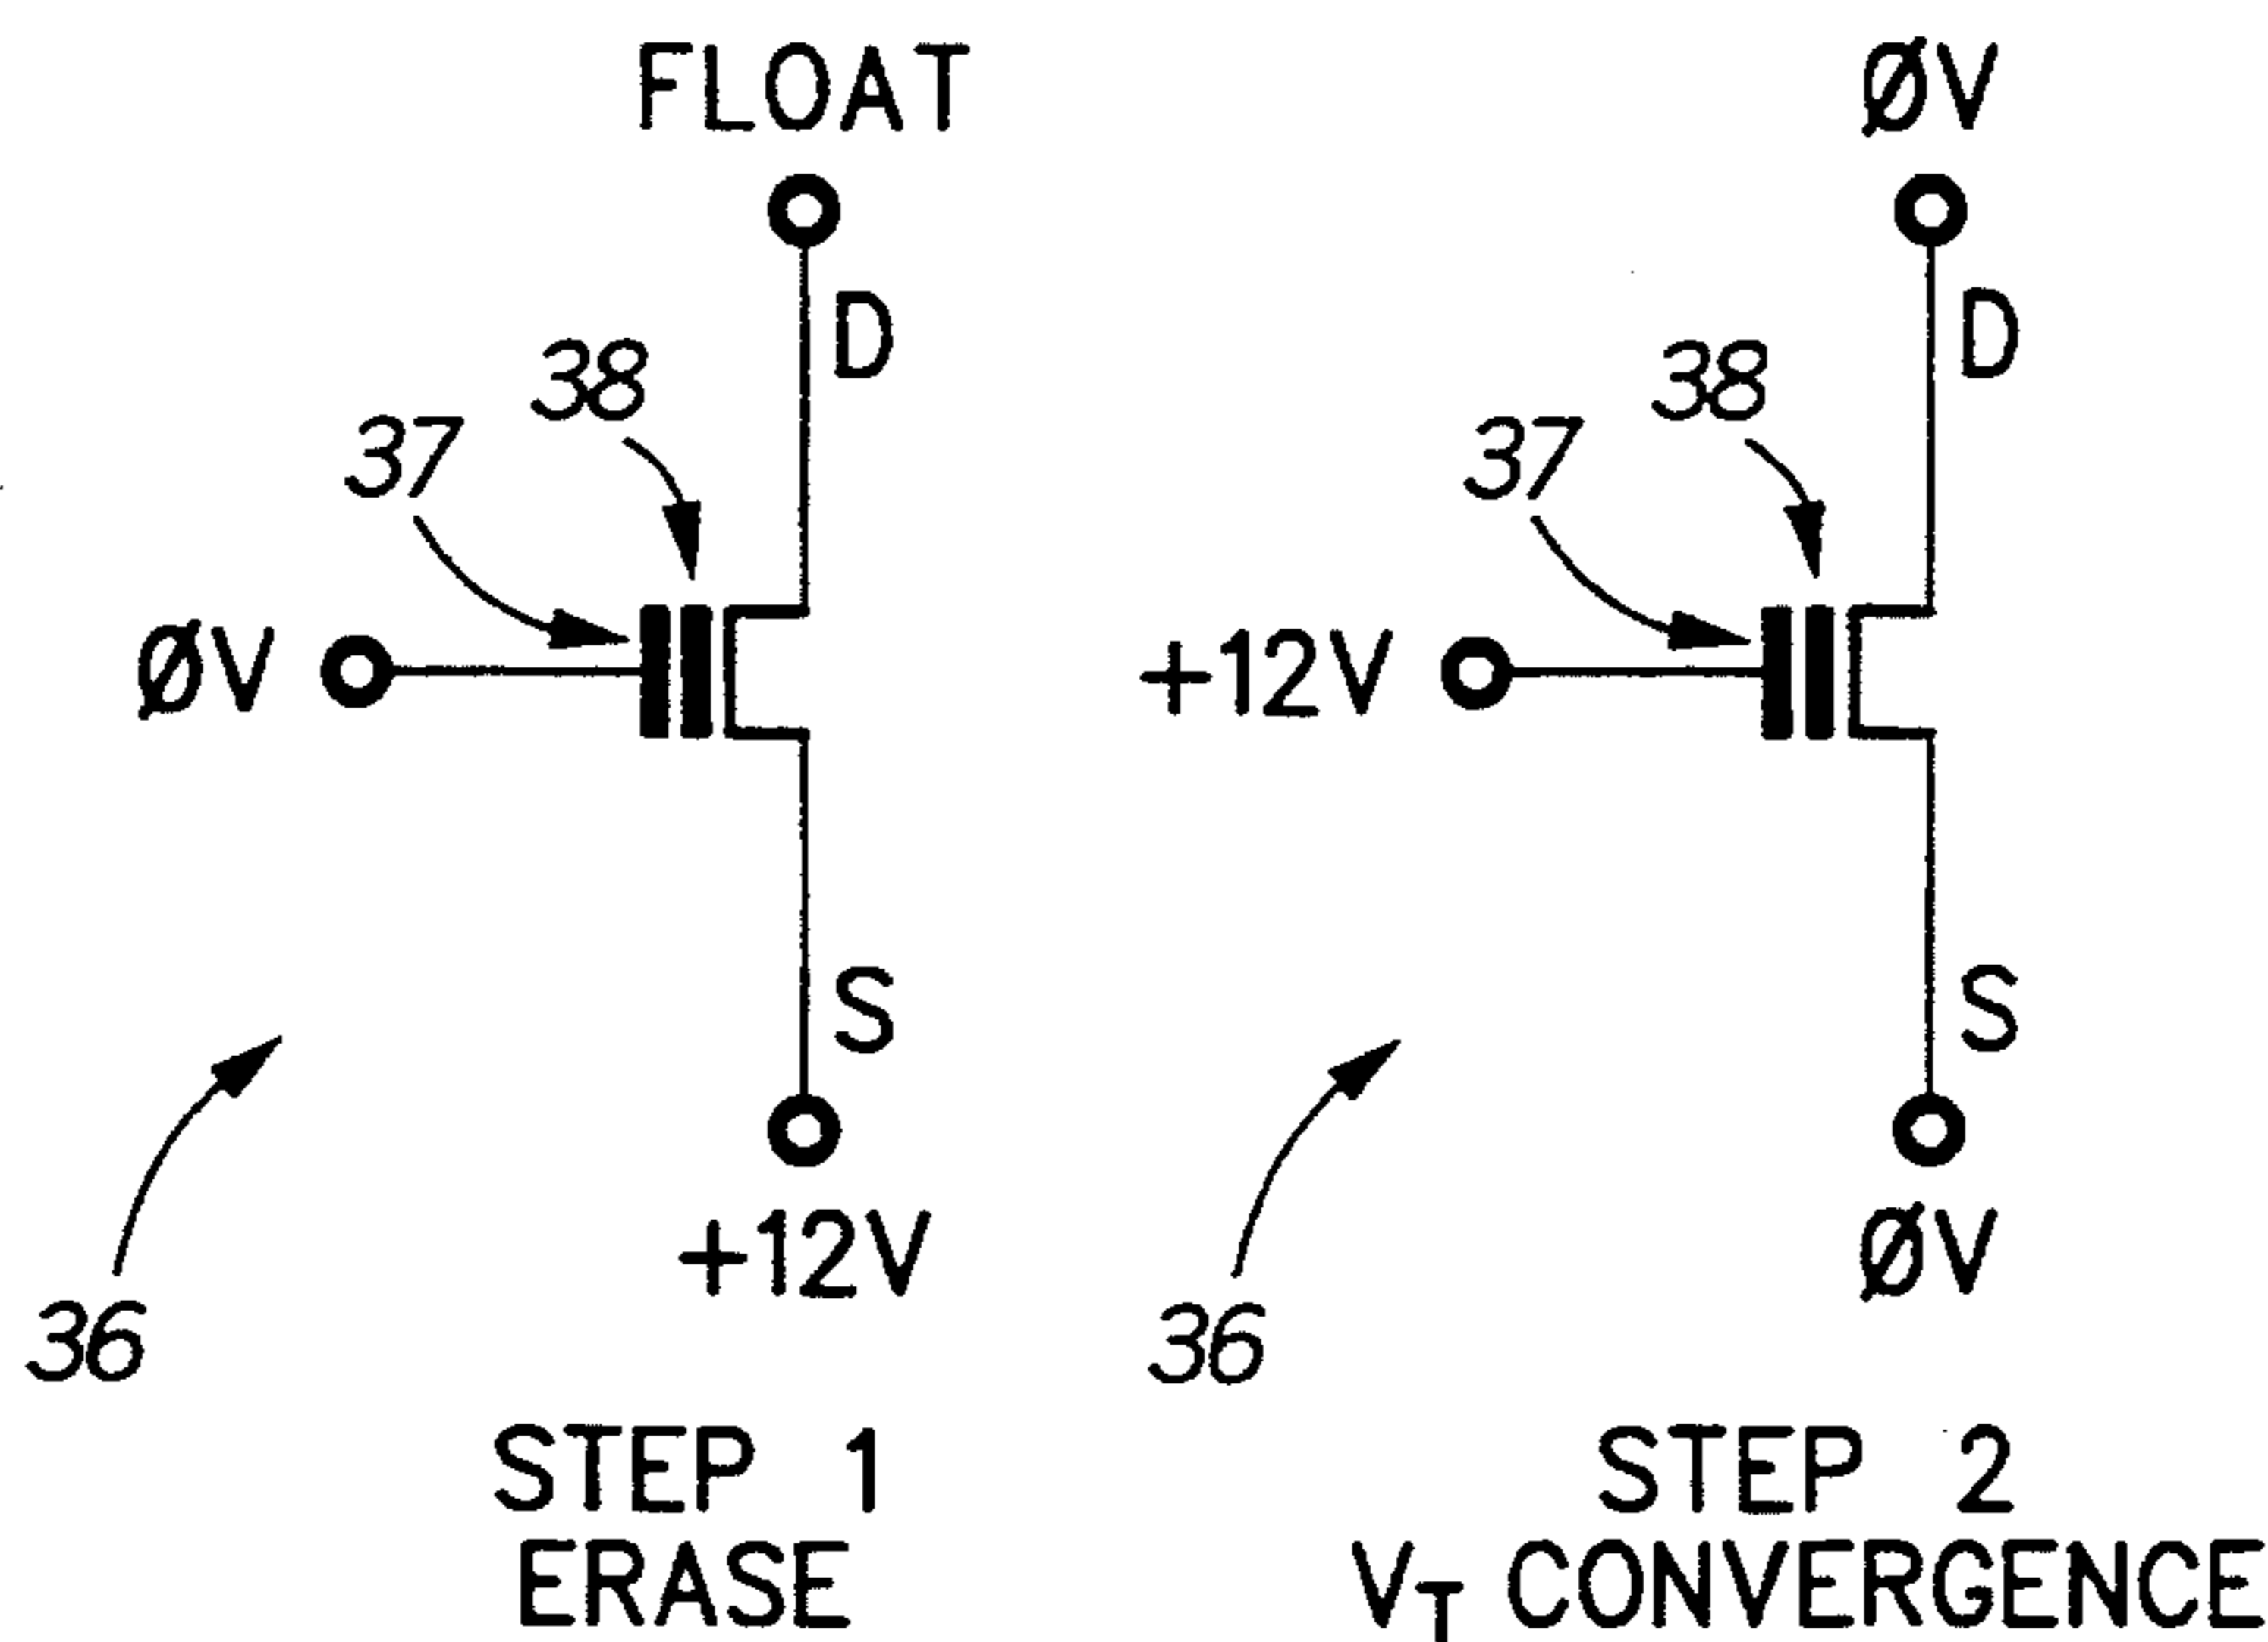 FLOAT
D
38
37
ØV
S
+12V
36
STEP 1
ERASE
ØV
D
38
37
+12V
S
ØV
36
STEP 2
VT CONVERGENCE